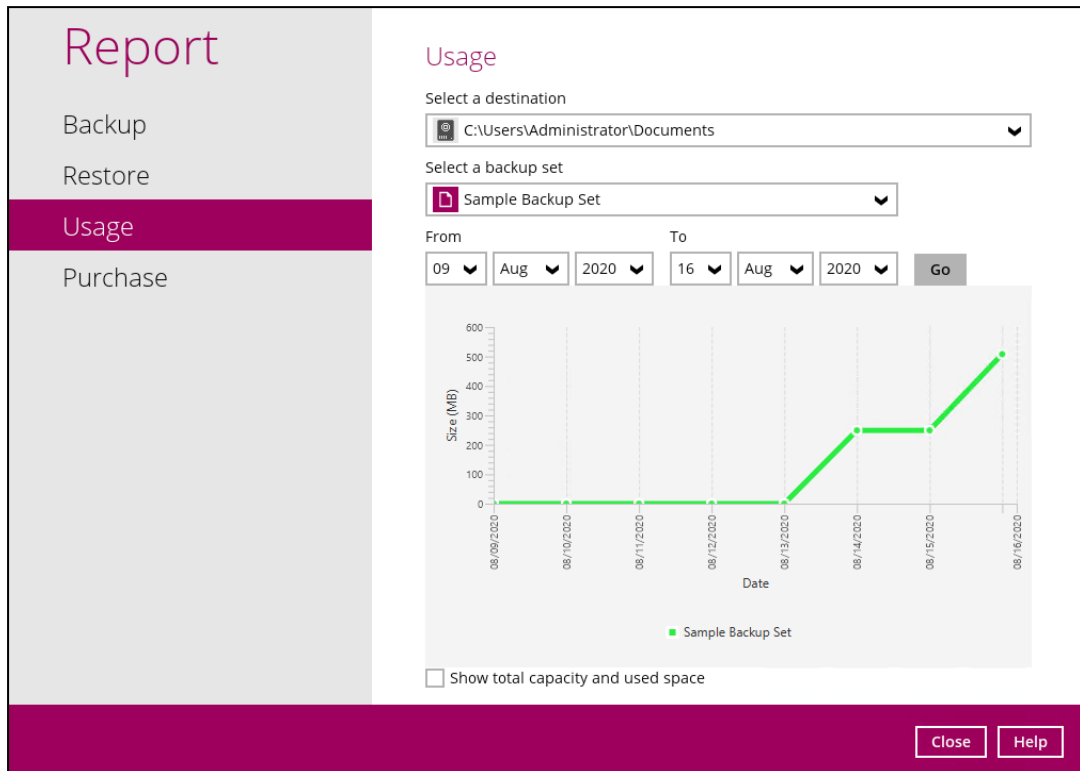 Report
Backup
Restore
Usage
Purchase
Usage
Select a destination
C:\Users\Administrator\Documents
Select a backup set
Sample Backup Set
From To
09 Aug 2020 16 Aug 2020 Go
600
500
400
300
200
100
0
Size (MB)
08/09/2020
08/10/2020
08/11/2020
08/12/2020
08/13/2020
08/14/2020
08/15/2020
08/16/2020
Date
Sample Backup Set
Show total capacity and used space
Close Help